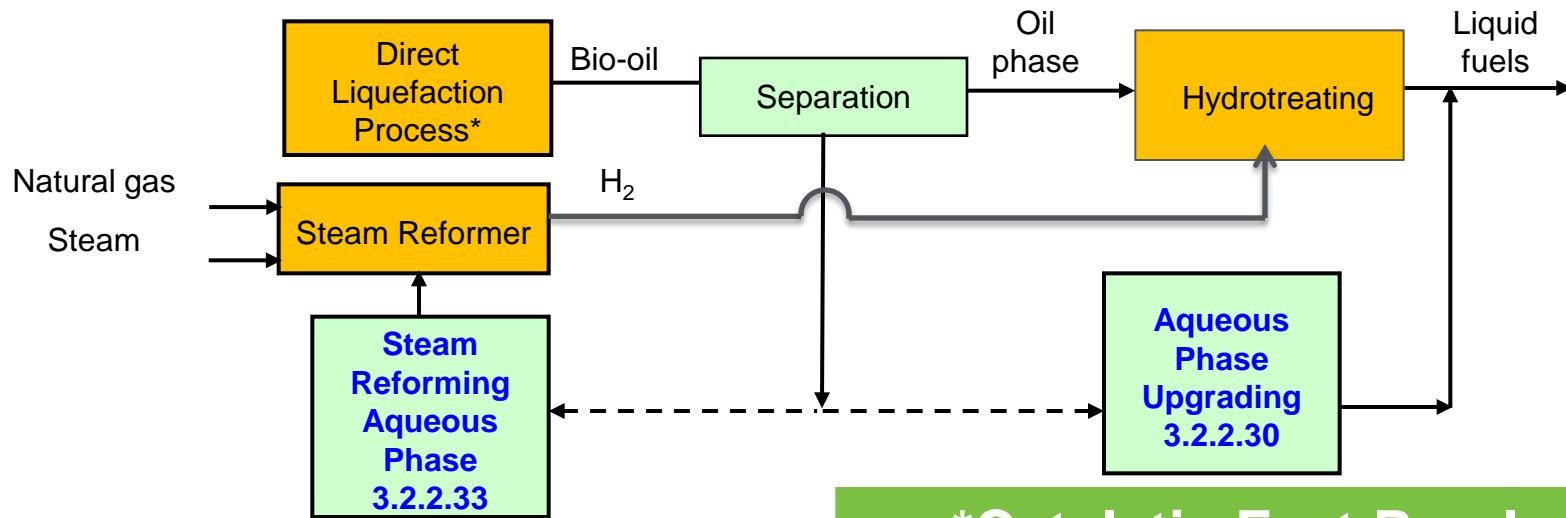 Direct
Liquefaction
Process*
Bio-oil
Separation
Oil
phase
Hydrotreating
Liquid
fuels
Natural gas
Steam
Steam Reformer
H₂
Steam
Reforming
Aqueous
Phase
3.2.2.33
Aqueous
Phase
Upgrading
3.2.2.30